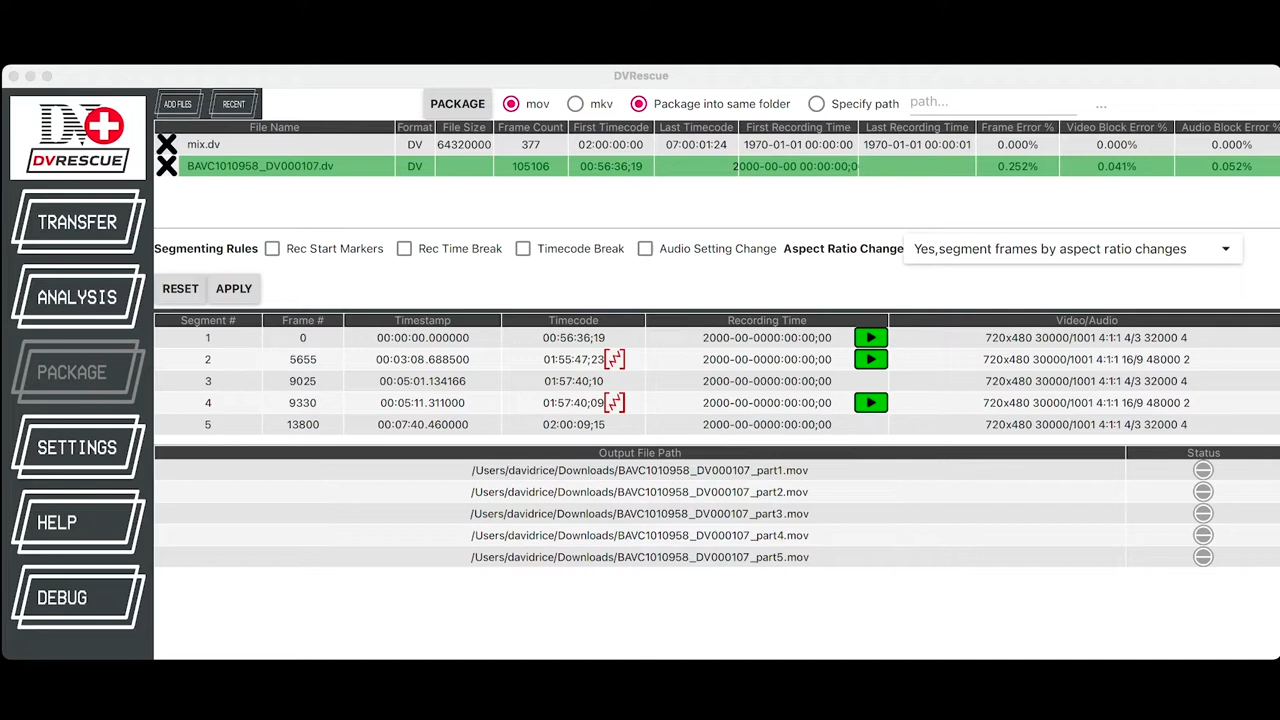 DVRescue
DV
DVRESCUE
ADD FILES RECENT PACKAGE mov mkv Package into same folder Specify path path... ...
File Name Format File Size Frame Count First Timecode Last Timecode First Recording Time Last Recording Time Frame Error % Video Block Error % Audio Block Error %
mix.dv DV 64320000 377 02:00:00:00 07:00:01:24 1970-01-01 00:00:00 1970-01-01 00:00:01 0.000% 0.000% 0.000%
BAVC1010958_DV000107.dv DV 105106 00:56:36;19 2000-00-00 00:00:00;0 0.252% 0.041% 0.052%
TRANSFER
ANALYSIS
PACKAGE
SETTINGS
HELP
DEBUG
Segmenting Rules Rec Start Markers Rec Time Break Timecode Break Audio Setting Change Aspect Ratio Change Yes,segment frames by aspect ratio changes
RESET APPLY
Segment # Frame # Timestamp Timecode Recording Time Video/Audio
1 0 00:00:00.000000 00:56:36;19 2000-00-0000:00:00;00 720x480 30000/1001 4:1:1 4/3 32000 4
2 5655 00:03:08.688500 01:55:47;23 2000-00-0000:00:00;00 720x480 30000/1001 4:1:1 16/9 48000 2
3 9025 00:05:01.134166 01:57:40;10 2000-00-0000:00:00;00 720x480 30000/1001 4:1:1 4/3 32000 4
4 9330 00:05:11.311000 01:57:40;09 2000-00-0000:00:00;00 720x480 30000/1001 4:1:1 16/9 48000 2
5 13800 00:07:40.460000 02:00:09;15 2000-00-0000:00:00;00 720x480 30000/1001 4:1:1 4/3 32000 4
Output File Path Status
/Users/davidrice/Downloads/BAVC1010958_DV000107_part1.mov
/Users/davidrice/Downloads/BAVC1010958_DV000107_part2.mov
/Users/davidrice/Downloads/BAVC1010958_DV000107_part3.mov
/Users/davidrice/Downloads/BAVC1010958_DV000107_part4.mov
/Users/davidrice/Downloads/BAVC1010958_DV000107_part5.mov